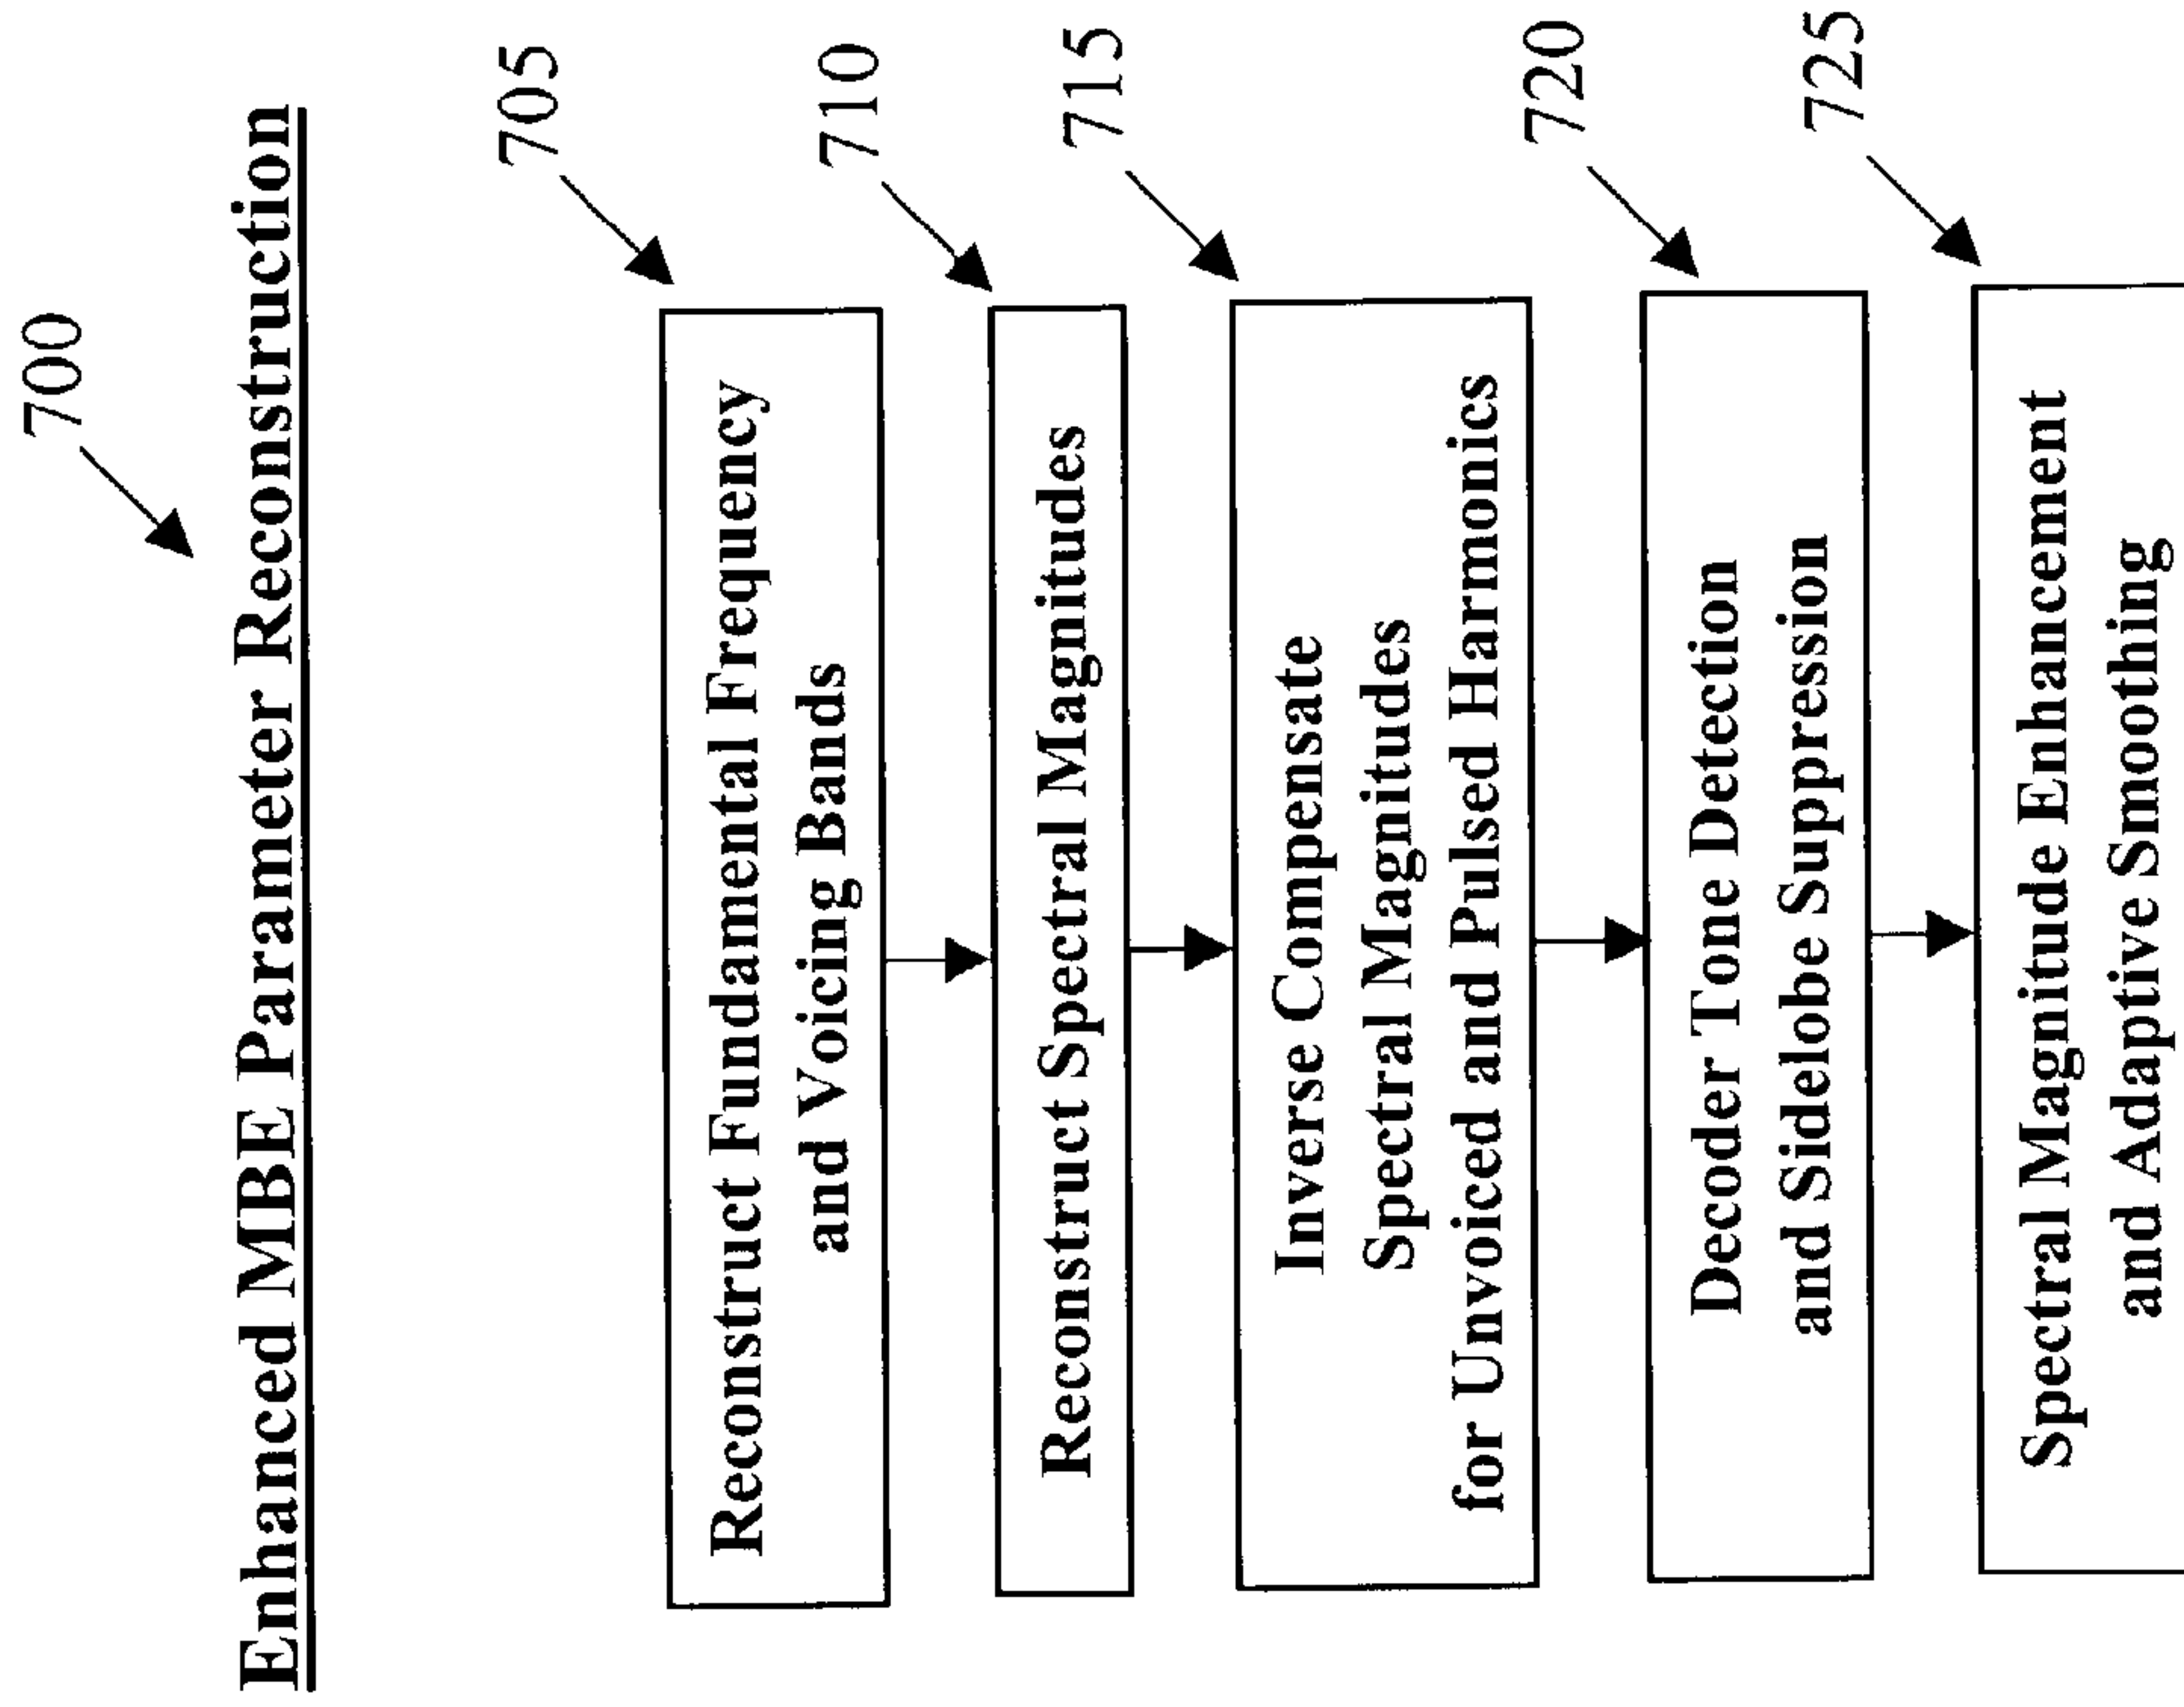 700
Enhanced MBE Parameter Reconstruction
705
Reconstruct Fundamental Frequency
and Voicing Bands
710
Reconstruct Spectral Magnitudes
715
Inverse Compensate
Spectral Magnitudes
for Unvoiced and Pulsed Harmonics
720
Decoder Tone Detection
and Sidelobe Suppression
725
Spectral Magnitude Enhancement
and Adaptive Smoothing